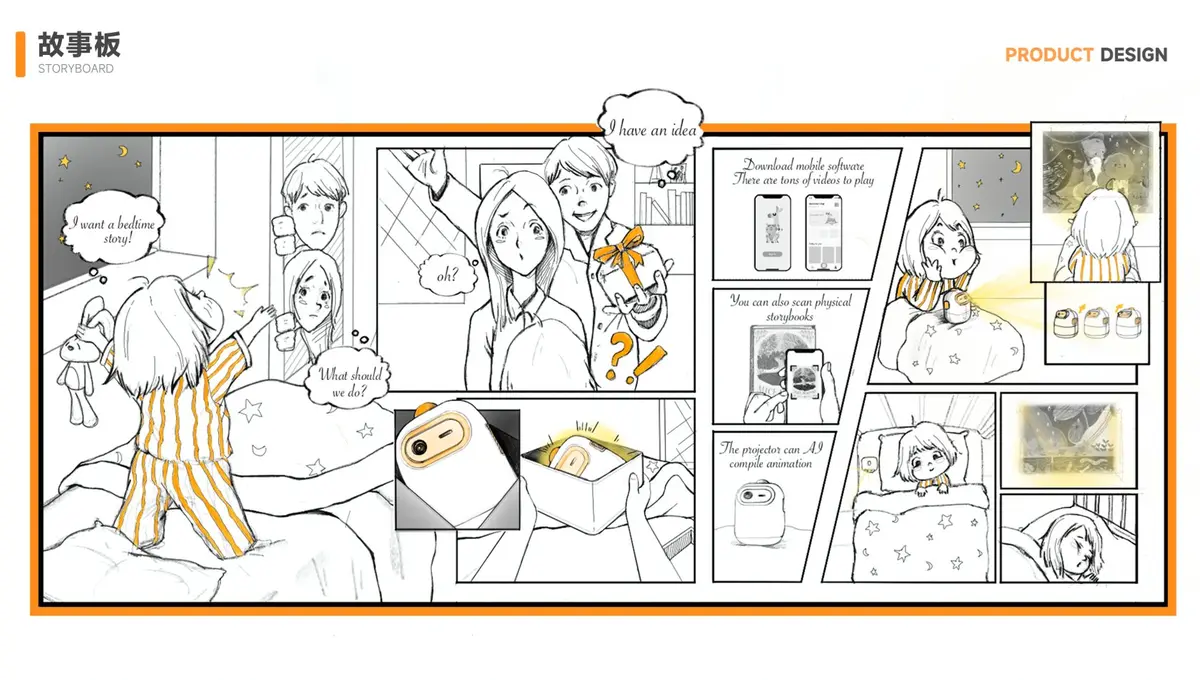 故事板
STORYBOARD
PRODUCT DESIGN
I want a bedtime
story!
What should
we do?
oh?
I have an idea
?!
Download mobile software
There are tons of videos to play
You can also scan physical
storybooks
The projector can AI
compile animation